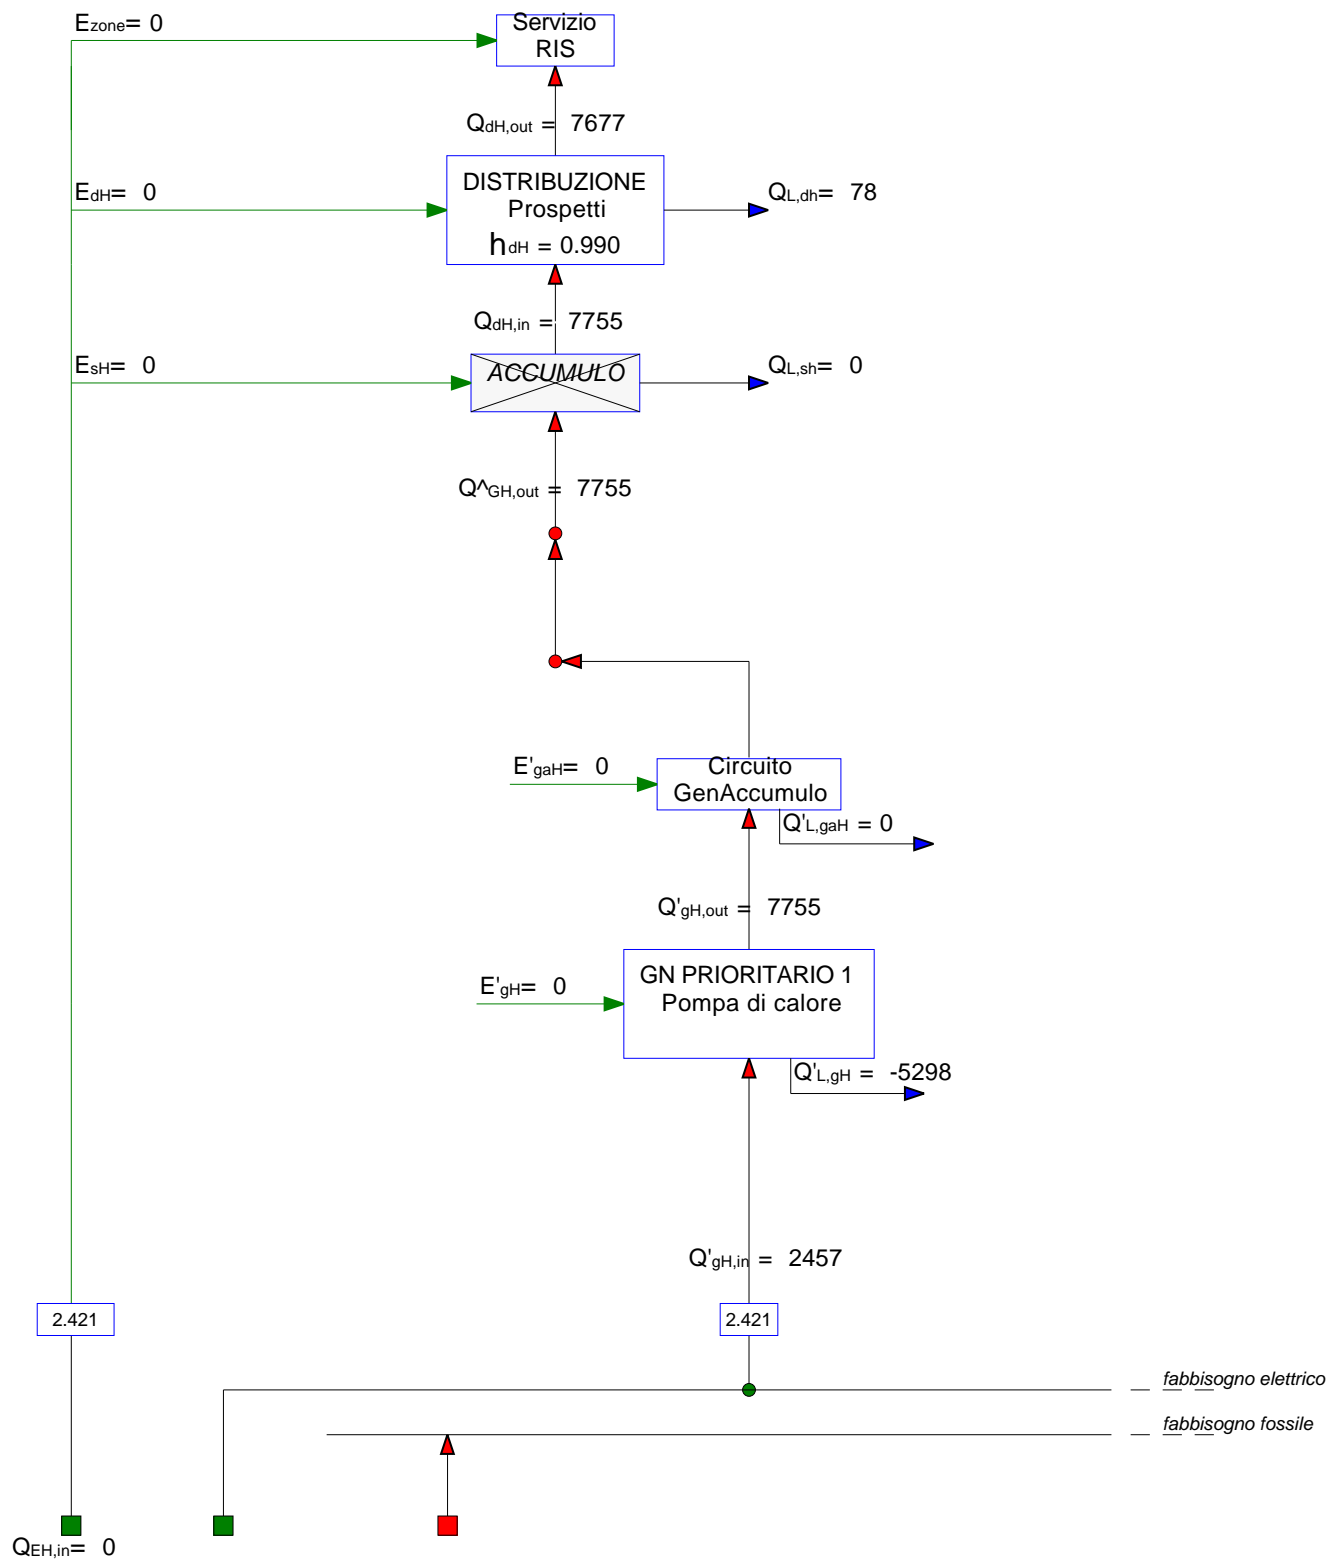 Ezone= 0
Servizio
RIS
QdH,out = 7677
EdH= 0
DISTRIBUZIONE
Prospetti
hdH = 0.990
QL,dh= 78
QdH,in = 7755
EsH= 0
ACCUMULO
QL,sh= 0
Q^GH,out = 7755
E'gaH= 0
Circuito
GenAccumulo
Q'L,gaH = 0
Q'gH,out = 7755
E'gH= 0
GN PRIORITARIO 1
Pompa di calore
Q'L,gH = -5298
Q'gH,in = 2457
2.421
2.421
fabbisogno elettrico
fabbisogno fossile
QEH,in= 0